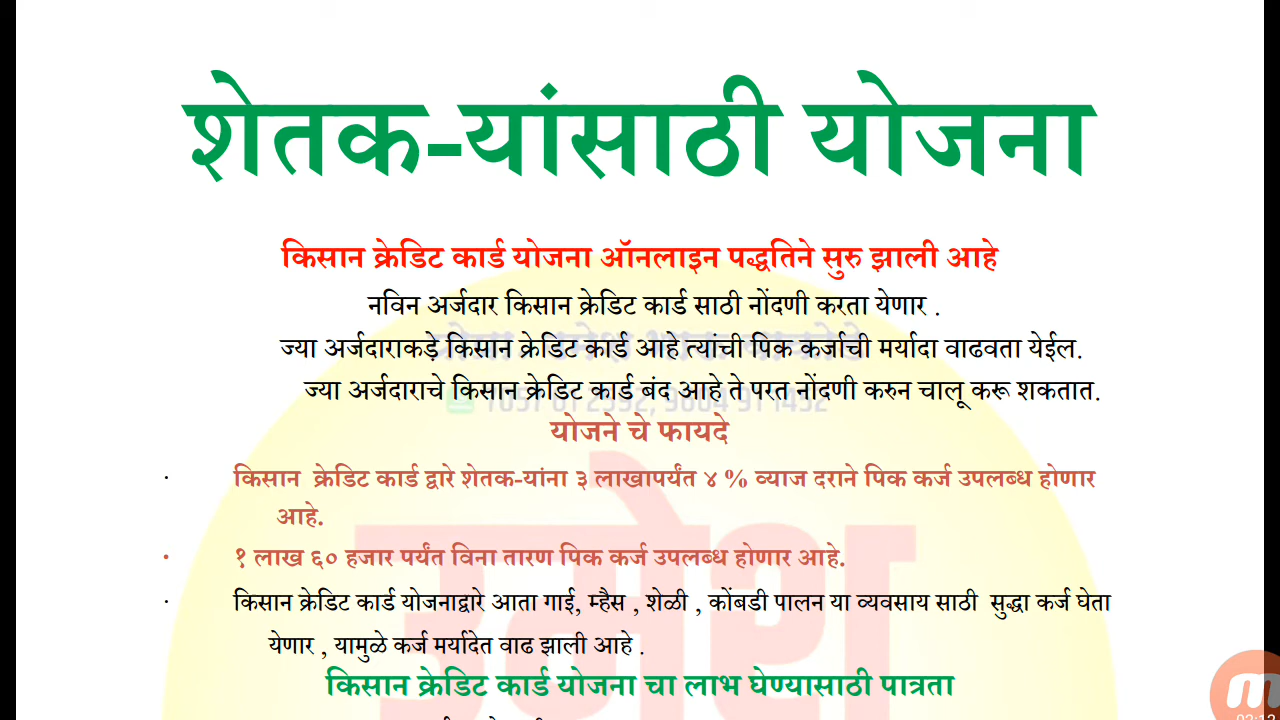 शेतक-यांसाठी योजना
किसान क्रेडिट कार्ड योजना ऑनलाइन पद्धतिने सुरु झाली आहे
नविन अर्जदार किसान क्रेडिट कार्ड साठी नोंदणी करता येणार .
ज्या अर्जदाराकड़े किसान क्रेडिट कार्ड आहे त्यांची पिक कर्जाची मर्यादा वाढवता येईल.
ज्या अर्जदाराचे किसान क्रेडिट कार्ड बंद आहे ते परत नोंदणी करुन चालू करू शकतात.
योजने चे फायदे
· किसान क्रेडिट कार्ड द्वारे शेतक-यांना ३ लाखापर्यंत ४ % व्याज दराने पिक कर्ज उपलब्ध होणार
आहे.
• १ लाख ६० हजार पर्यंत विना तारण पिक कर्ज उपलब्ध होणार आहे.
· किसान क्रेडिट कार्ड योजनाद्वारे आता गाई, म्हैस , शेळी , कोंबडी पालन या व्यवसाय साठी सुद्धा कर्ज घेता
येणार , यामुळे कर्ज मर्यादेत वाढ झाली आहे .
किसान क्रेडिट कार्ड योजना चा लाभ घेण्यासाठी पात्रता
उमेश